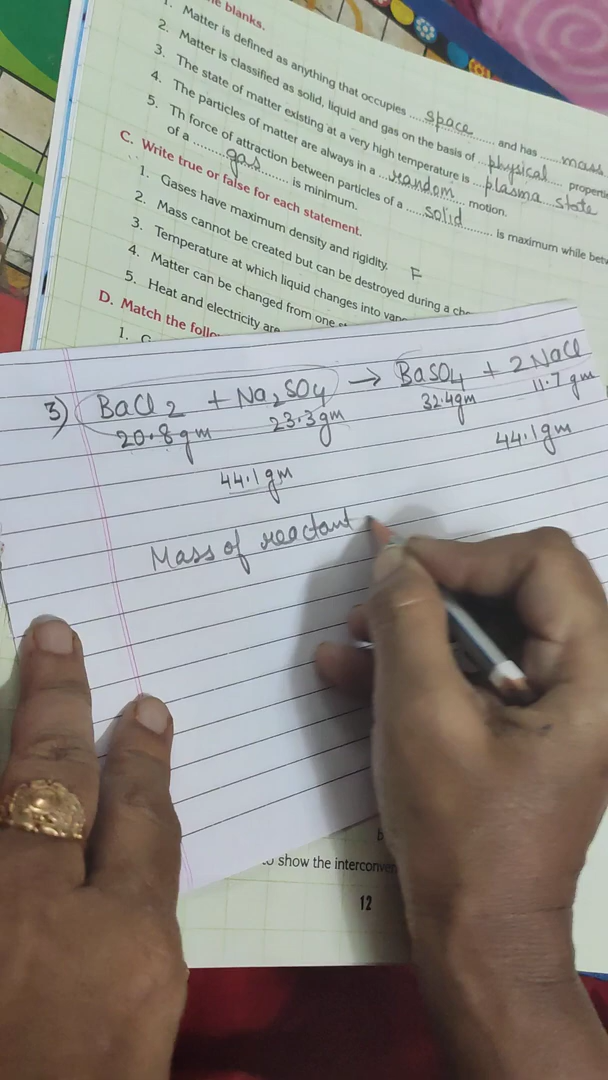 e blanks.
1. Matter is defined as anything that occupies space and has mass
2. Matter is classified as solid, liquid and gas on the basis of physical properti
3. The state of matter existing at a very high temperature is plasma state
4. The particles of matter are always in a random motion.
5. Th force of attraction between particles of a solid is maximum while betw
of a gas is minimum.
C. Write true or false for each statement.
1. Gases have maximum density and rigidity. F
2. Mass cannot be created but can be destroyed during a che
3. Temperature at which liquid changes into vap
4. Matter can be changed from one
5. Heat and electricity are
D. Match the follo
1.
3) BaCl2 + Na2SO4 → BaSO4 + 2NaCl
20.8gm 23.3gm 32.4gm 11.7gm
44.1gm 44.1gm
Mass of reactant
to show the interconver
12